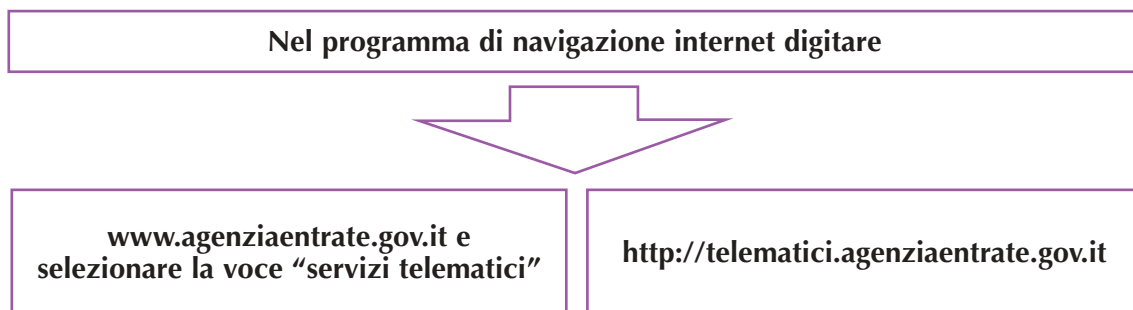 Nel programma di navigazione internet digitare
www.agenziaentrate.gov.it e
selezionare la voce “servizi telematici”
http://telematici.agenziaentrate.gov.it